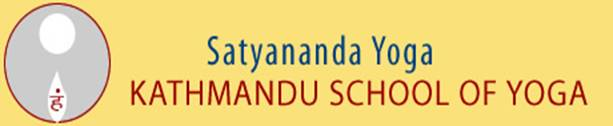 हं
Satyananda Yoga
KATHMANDU SCHOOL OF YOGA